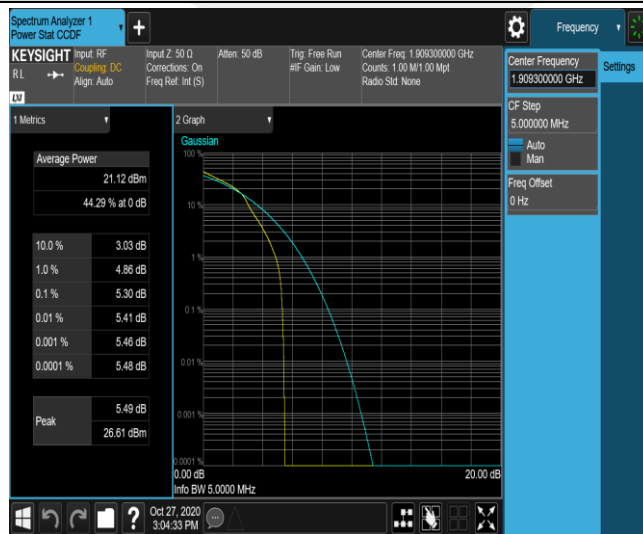 Spectrum Analyzer 1
Power Stat CCDF
Frequency
KEYSIGHT
RL
LXI
Input: RF
Coupling: DC
Align: Auto
Input Z: 50 Ω
Corrections: On
Freq Ref: Int (S)
Atten: 50 dB
Trig: Free Run
#IF Gain: Low
Center Freq: 1.909300000 GHz
Counts: 1.00 M/1.00 Mpt
Radio Std: None
Center Frequency
1.909300000 GHz
Settings
CF Step
5.000000 MHz
Auto
Man
Freq Offset
0 Hz
1 Metrics
Average Power
21.12 dBm
44.29 % at 0 dB
10.0 % 3.03 dB
1.0 % 4.86 dB
0.1 % 5.30 dB
0.01 % 5.41 dB
0.001 % 5.46 dB
0.0001 % 5.48 dB
Peak
5.49 dB
26.61 dBm
2 Graph
Gaussian
100 %
10 %
1 %
0.1 %
0.01 %
0.001 %
0.0001 %
0.00 dB 20.00 dB
Info BW 5.0000 MHz
?
Oct 27, 2020
3:04:33 PM